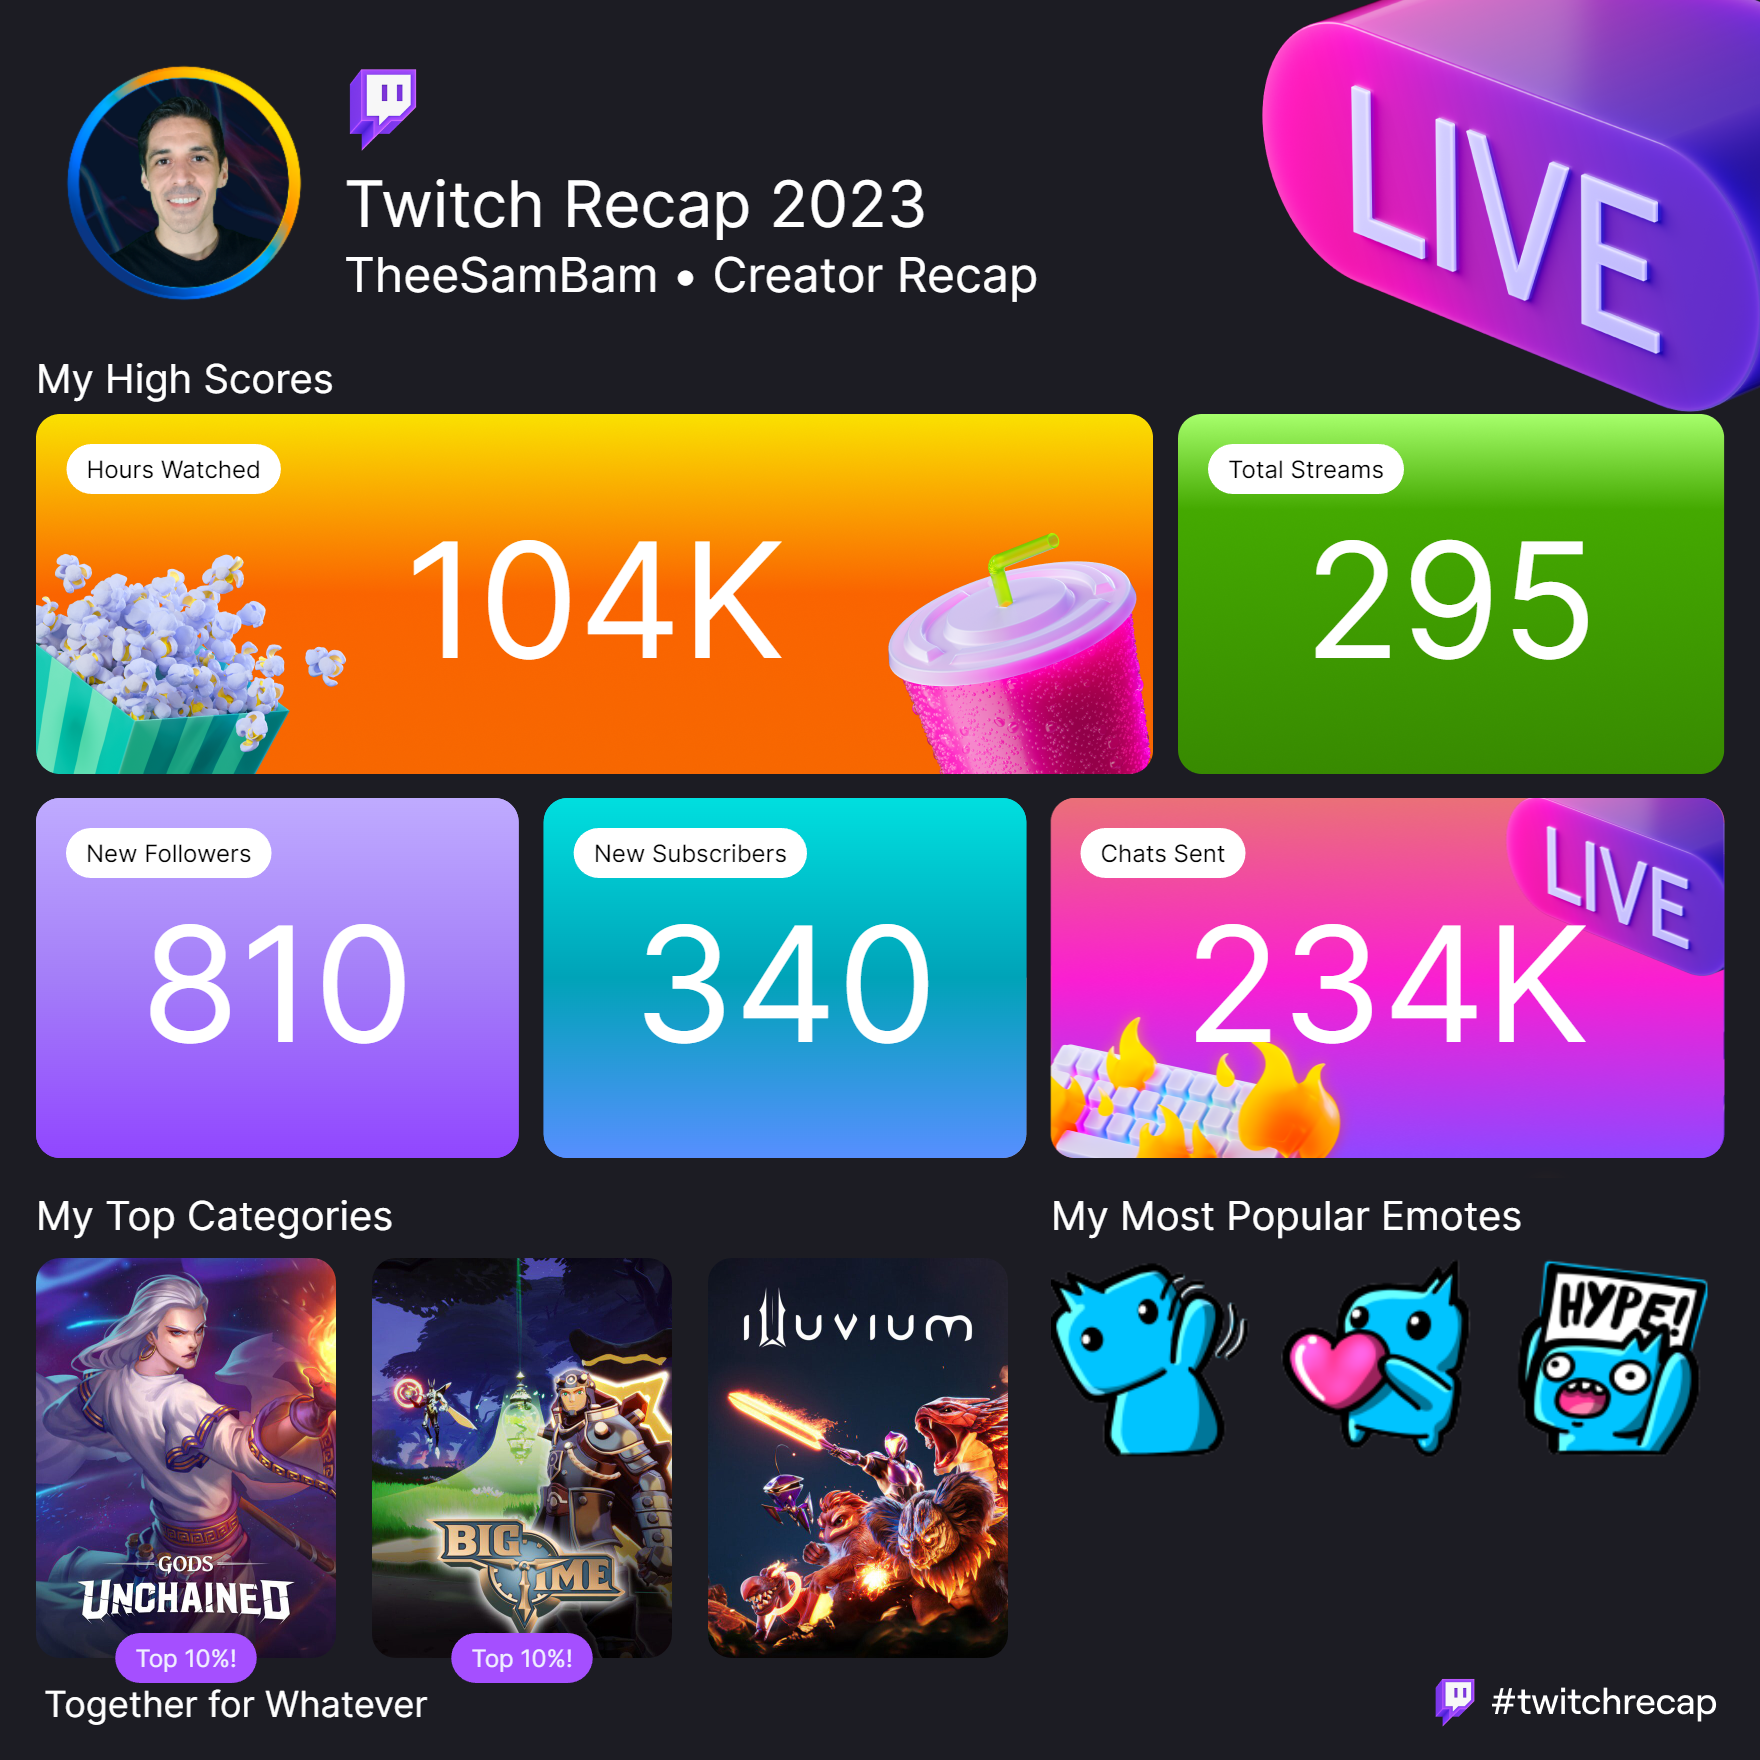 LIVE
Twitch Recap 2023
TheeSamBam • Creator Recap
My High Scores
Hours Watched
104K
Total Streams
295
New Followers
810
New Subscribers
340
Chats Sent
LIVE
234K
My Top Categories
My Most Popular Emotes
GODS
UNCHAINED
Top 10%!
BIG
TIME
Top 10%!
illuvium
HYPE!
Together for Whatever
#twitchrecap